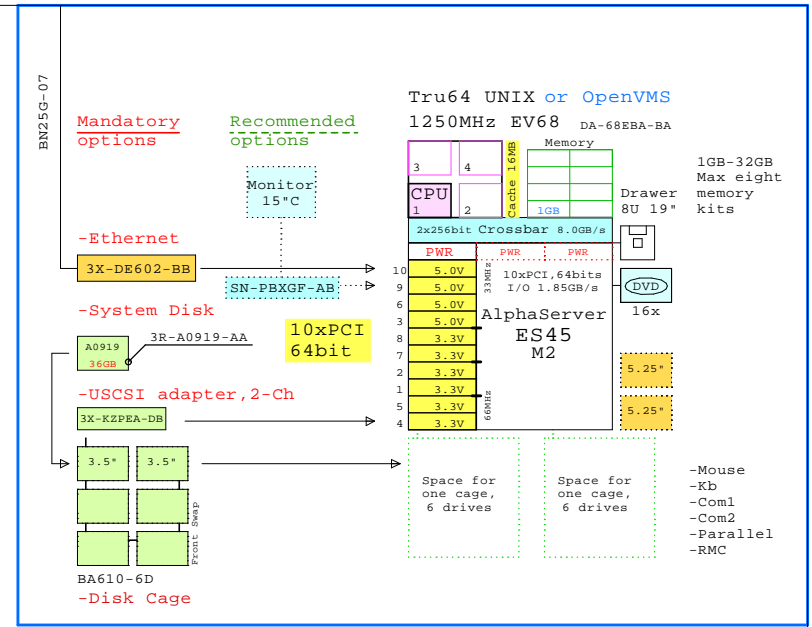 BN25G-07
Mandatory
options
Recommended
options
Monitor
15"C
-Ethernet
3X-DE602-BB
SN-PBXGF-AB
-System Disk
3R-A0919-AA
A0919
36GB
10xPCI
64bit
-USCSI adapter,2-Ch
3X-KZPEA-DB
3.5"
3.5"
Front Swap
BA610-6D
-Disk Cage
Tru64 UNIX or OpenVMS
1250MHz EV68 DA-68EBA-BA
3
4
CPU
1
2
Cache 16MB
Memory
1GB
1GB-32GB
Max eight
memory
kits
Drawer
8U 19"
2x256bit Crossbar 8.0GB/s
PWR
PWR
PWR
10 5.0V
9 5.0V
6 5.0V
3 5.0V
8 3.3V
7 3.3V
2 3.3V
1 3.3V
5 3.3V
4 3.3V
33MHz
66MHz
10xPCI,64bits
I/O 1.85GB/s
AlphaServer
ES45
M2
DVD
16x
5.25"
5.25"
Space for
one cage,
6 drives
Space for
one cage,
6 drives
-Mouse
-Kb
-Com1
-Com2
-Parallel
-RMC